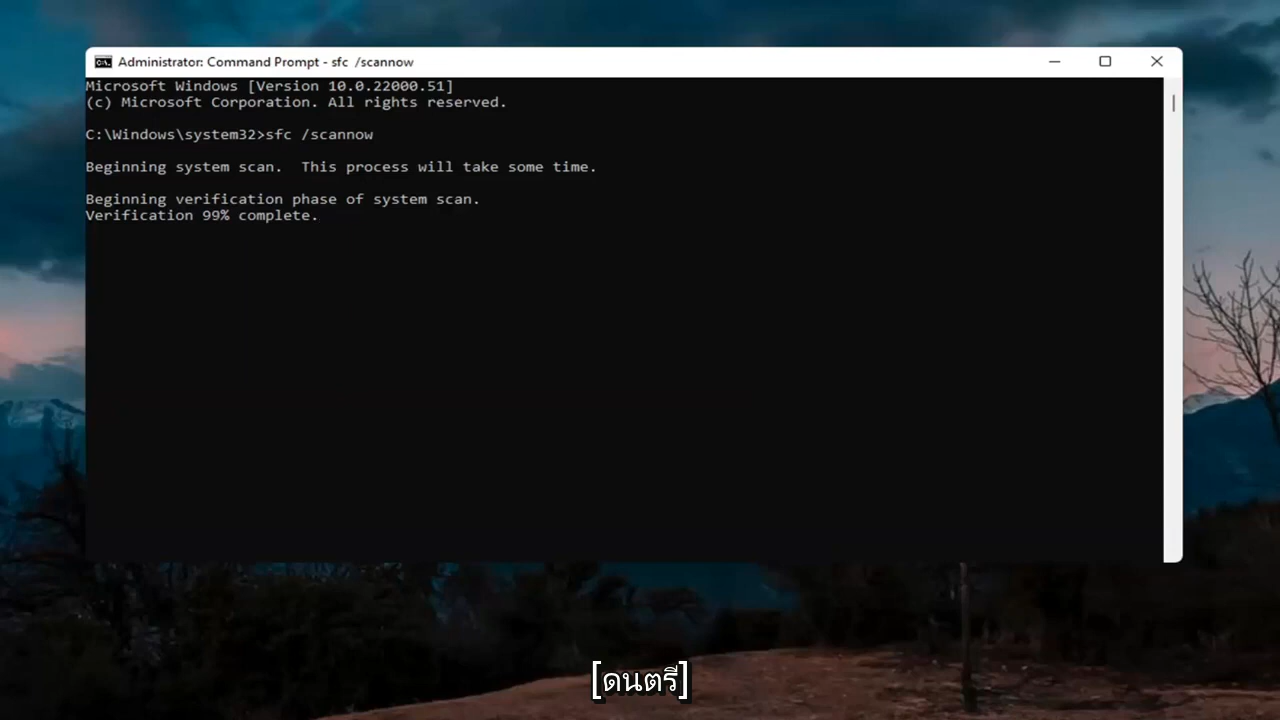 Administrator: Command Prompt - sfc  /scannow
Microsoft Windows [Version 10.0.22000.51]
(c) Microsoft Corporation. All rights reserved.
C:\Windows\system32>sfc /scannow
Beginning system scan.  This process will take some time.
Beginning verification phase of system scan.
Verification 99% complete.
[ดนตรี]